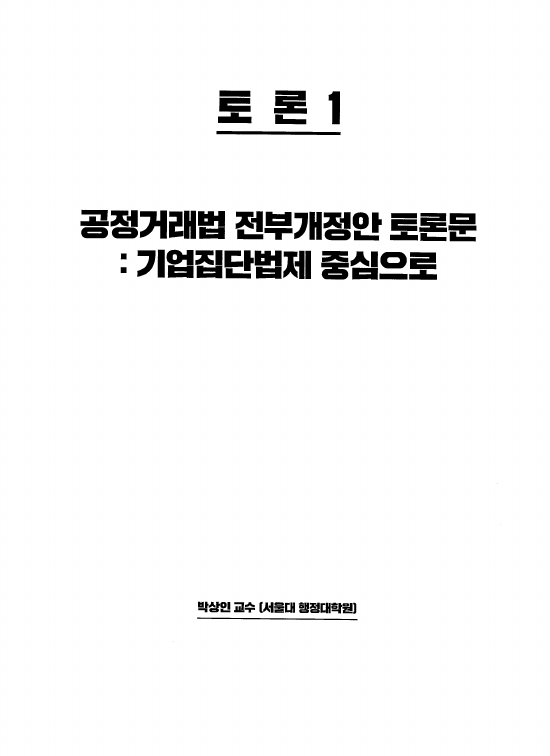 토 론 1
공정거래법 전부개정안 토론문
: 기업집단법제 중심으로
박상인 교수 (서울대 행정대학원)